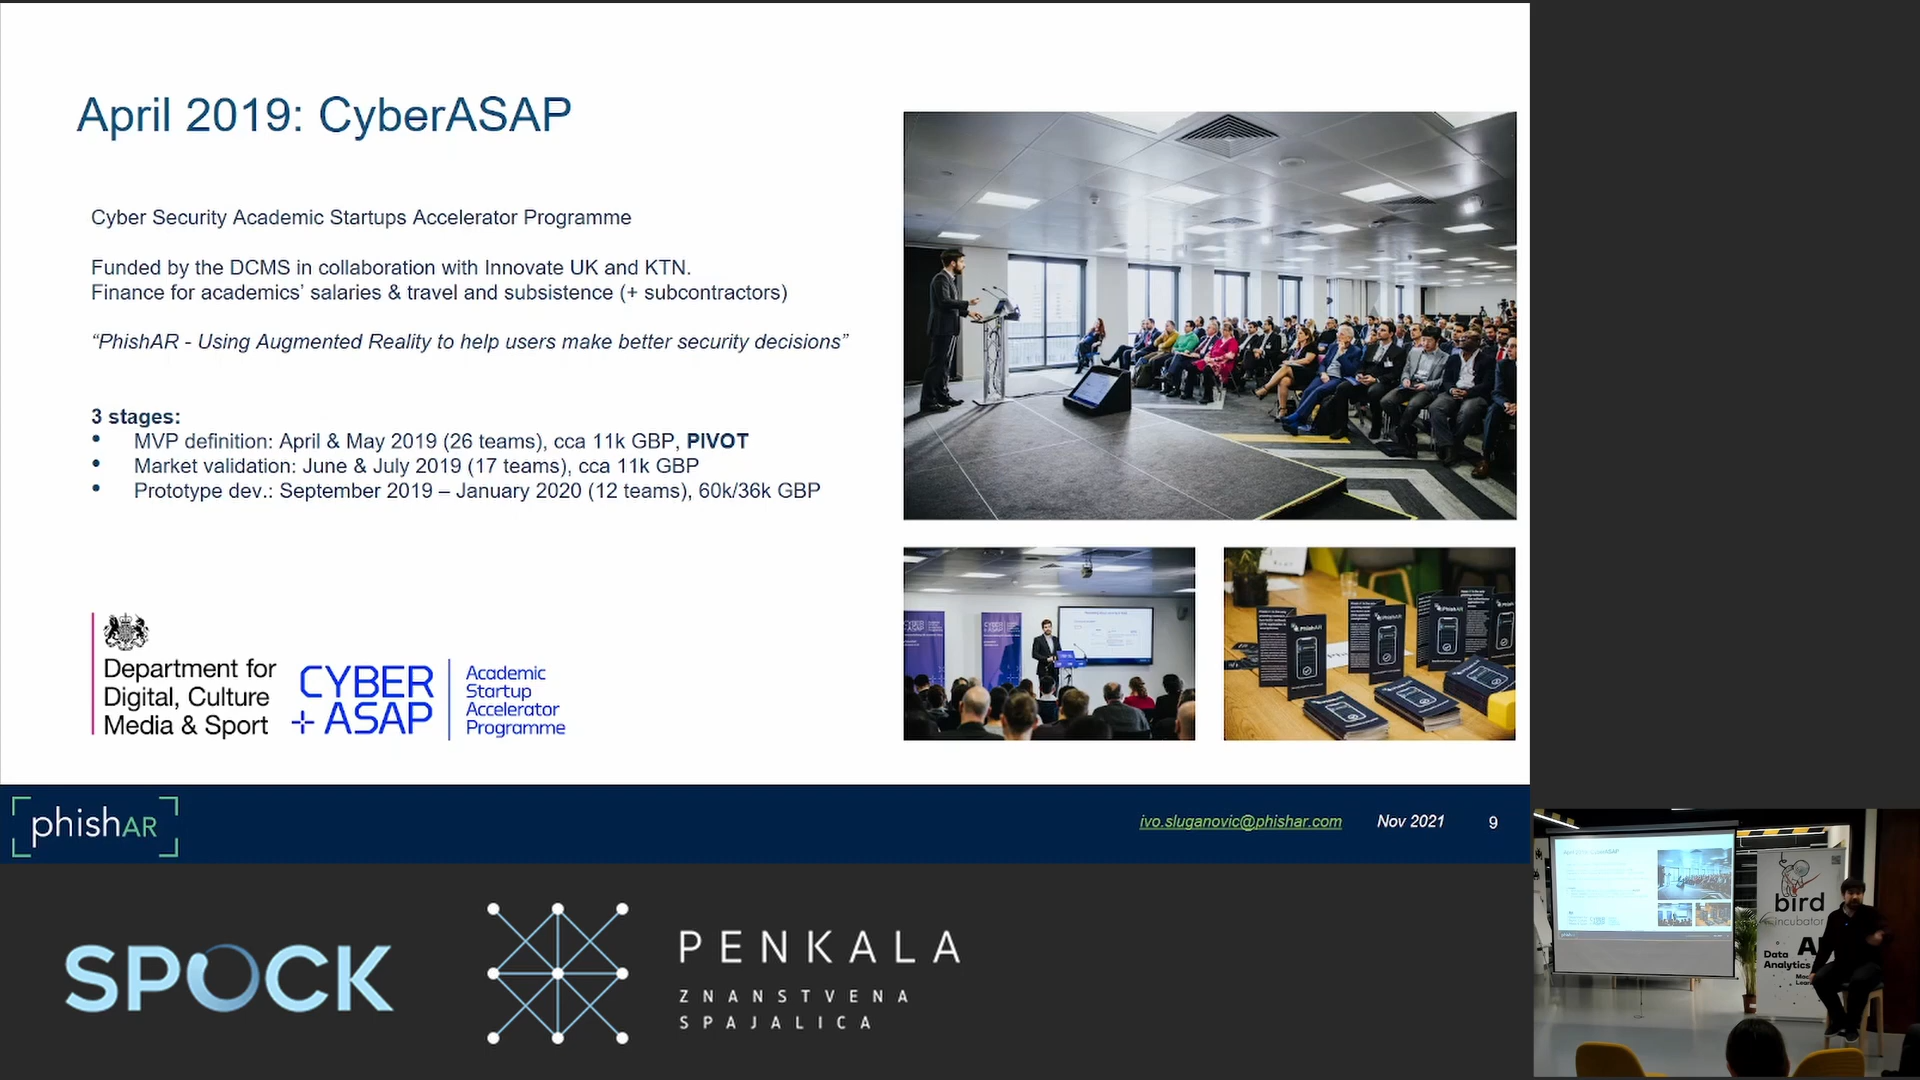 April 2019: CyberASAP
Cyber Security Academic Startups Accelerator Programme
Funded by the DCMS in collaboration with Innovate UK and KTN.
Finance for academics’ salaries & travel and subsistence (+ subcontractors)
“PhishAR - Using Augmented Reality to help users make better security decisions”
3 stages:
• MVP definition: April & May 2019 (26 teams), cca 11k GBP, PIVOT
• Market validation: June & July 2019 (17 teams), cca 11k GBP
• Prototype dev.: September 2019 – January 2020 (12 teams), 60k/36k GBP
Department for
Digital, Culture
Media & Sport
CYBER
+ ASAP
Academic
Startup
Accelerator
Programme
phishAR
ivo.sluganovic@phishar.com
Nov 2021
9
SPOCK
PENKALA
ZNANSTVENA
SPAJALICA
bird
incubator
Data
Analytics